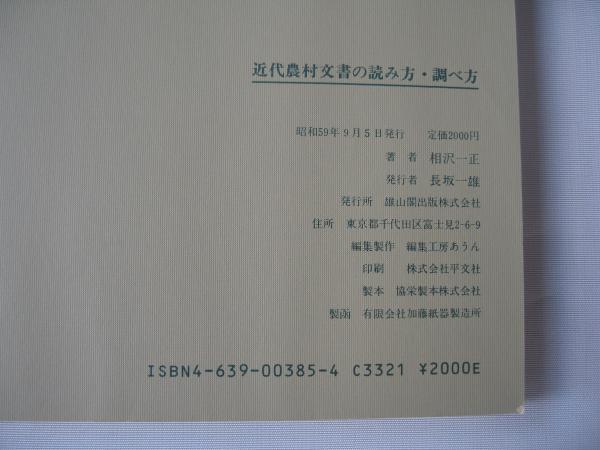 近代農村文書の読み方・調べ方
昭和59年9月5日発行 定価2000円
著者 相沢一正
発行者 長坂一雄
発行所 雄山閣出版株式会社
住所 東京都千代田区富士見2-6-9
編集製作 編集工房あうん
印刷 株式会社平文社
製本 協栄製本株式会社
製函 有限会社加藤紙器製造所
ISBN4-639-00385-4 C3321 ¥2000E